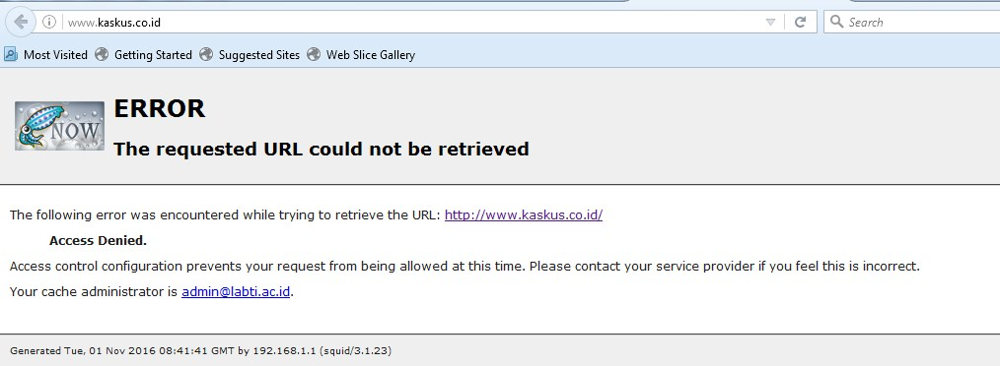 www.kaskus.co.id
Search
Most Visited Getting Started Suggested Sites Web Slice Gallery
NOW
ERROR
The requested URL could not be retrieved
The following error was encountered while trying to retrieve the URL: http://www.kaskus.co.id/
Access Denied.
Access control configuration prevents your request from being allowed at this time. Please contact your service provider if you feel this is incorrect.
Your cache administrator is admin@labti.ac.id.
Generated Tue, 01 Nov 2016 08:41:41 GMT by 192.168.1.1 (squid/3.1.23)